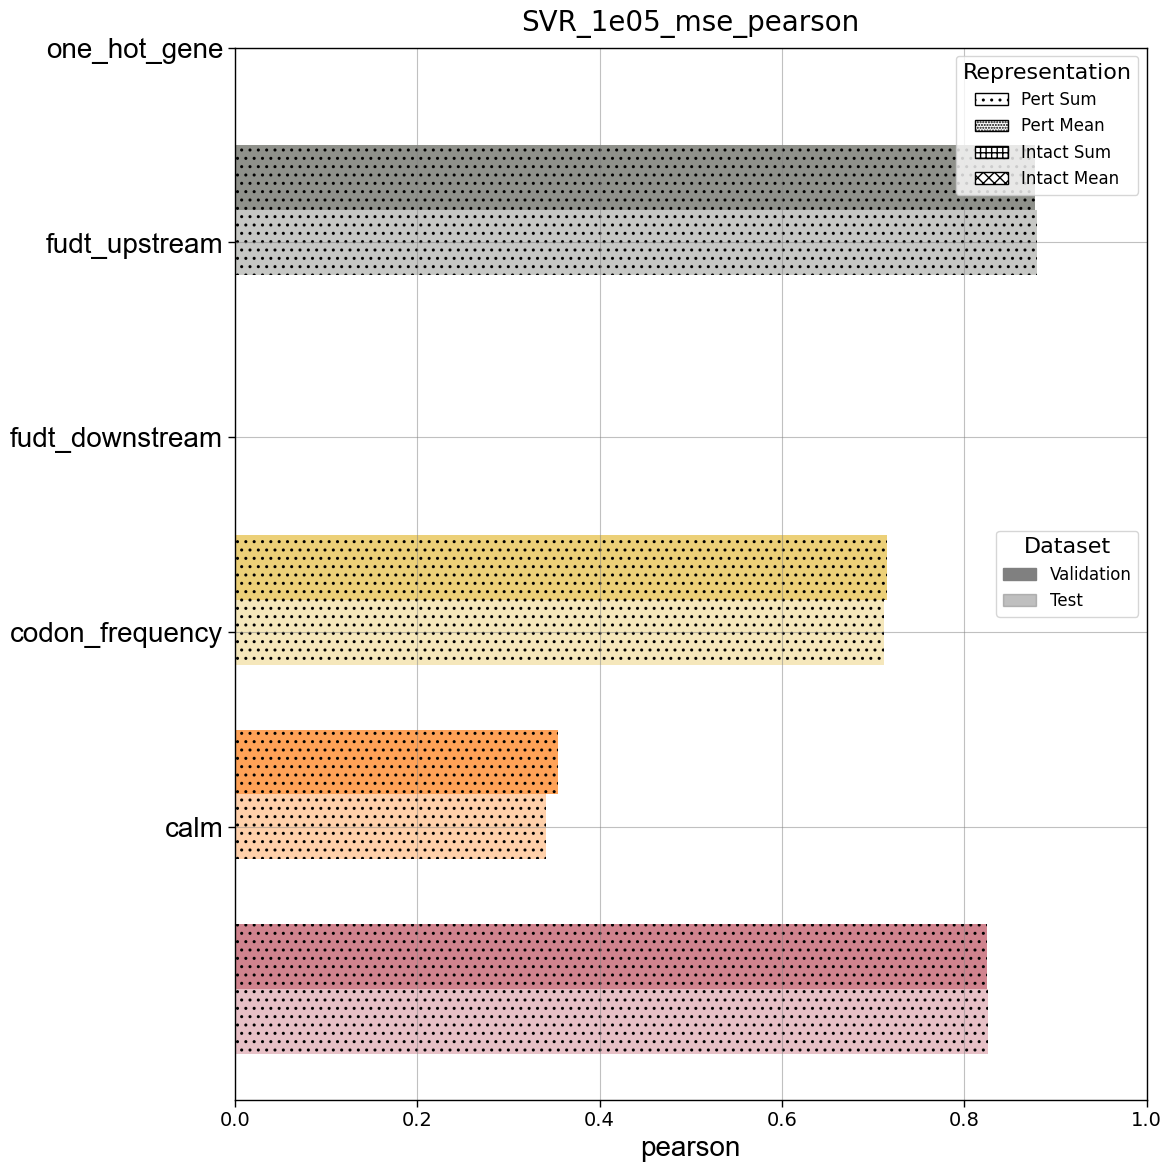 SVR_1e05_mse_pearson
one_hot_gene
fudt_upstream
fudt_downstream
codon_frequency
calm
Representation
Pert Sum
Pert Mean
Intact Sum
Intact Mean
Dataset
Validation
Test
0.0 0.2 0.4 0.6 0.8 1.0
pearson